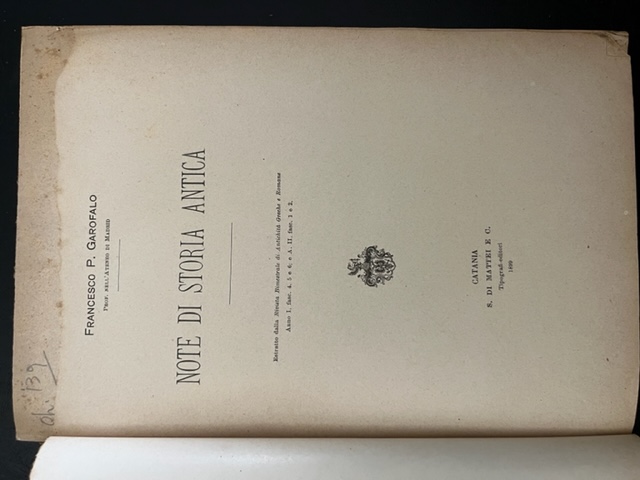 FRANCESCO P. GAROFALO
PROF. NELL'ATENEO DI MADRID
NOTE DI STORIA ANTICA
Estratto dalla Rivista Bimestrale di Antichità Greche e Romane
Anno I, fasc. 4, 5 e 6, e A. II. fasc. 1 e 2.
CATANIA
S. DI MATTEI E C.
Tipografi editori
1899